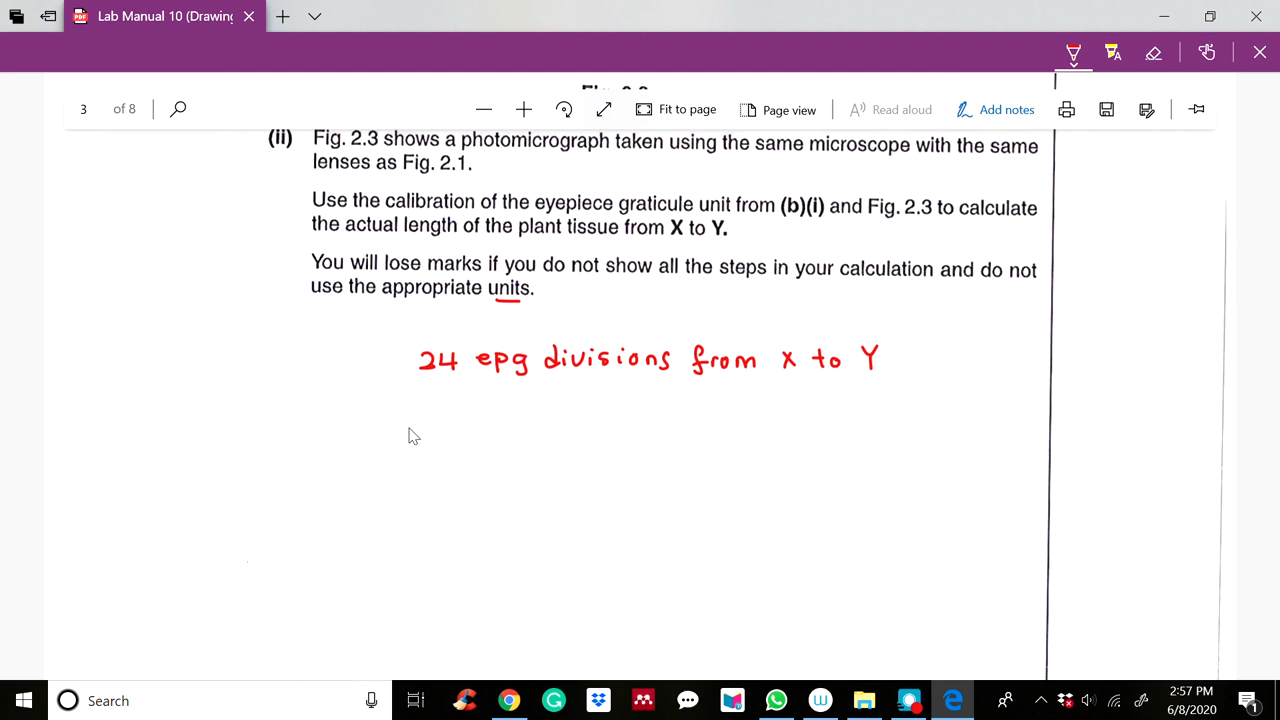 Lab Manual 10 (Drawing
3 of 8
Fit to page
Page view
Read aloud
Add notes
(ii) Fig. 2.3 shows a photomicrograph taken using the same microscope with the same
lenses as Fig. 2.1.
Use the calibration of the eyepiece graticule unit from (b)(i) and Fig. 2.3 to calculate
the actual length of the plant tissue from X to Y.
You will lose marks if you do not show all the steps in your calculation and do not
use the appropriate units.
24 epg divisions from X to Y
Search
2:57 PM
6/8/2020
1